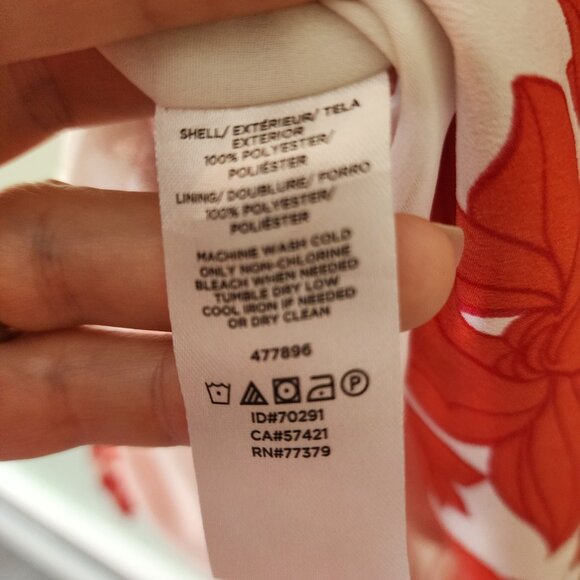 SHELL/ EXTÉRIEUR/ TELA
EXTERIOR
100% POLYESTER/
POLIÉSTER
LINING/ DOUBLURE/ FORRO
100% POLYESTER/
POLIÉSTER
MACHINE WASH COLD
ONLY NON-CHLORINE
BLEACH WHEN NEEDED
TUMBLE DRY LOW
COOL IRON IF NEEDED
OR DRY CLEAN
477896
P
ID#70291
CA#57421
RN#77379